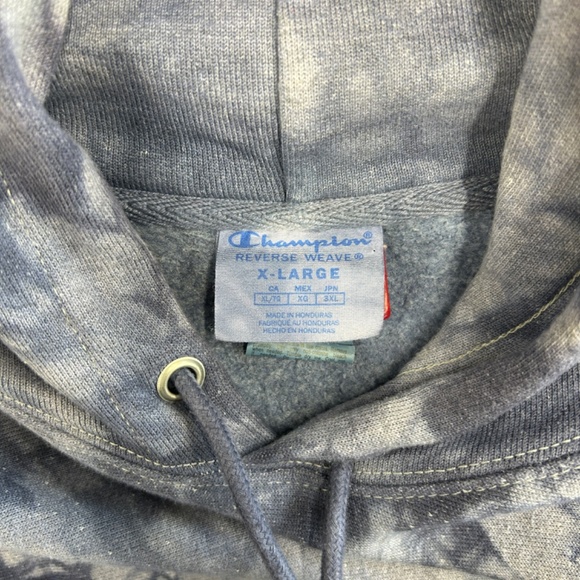 Champion®
REVERSE WEAVE®
X-LARGE
CA MEX JPN
XL/TG XG 3XL
MADE IN HONDURAS
FABRIQUÉ AU HONDURAS
HECHO EN HONDURAS